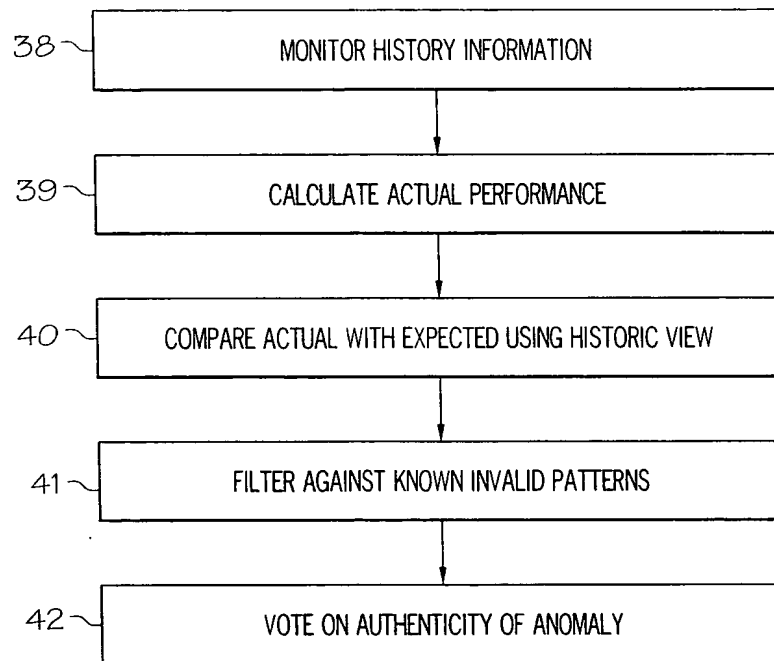 38 MONITOR HISTORY INFORMATION
39 CALCULATE ACTUAL PERFORMANCE
40 COMPARE ACTUAL WITH EXPECTED USING HISTORIC VIEW
41 FILTER AGAINST KNOWN INVALID PATTERNS
42 VOTE ON AUTHENTICITY OF ANOMALY